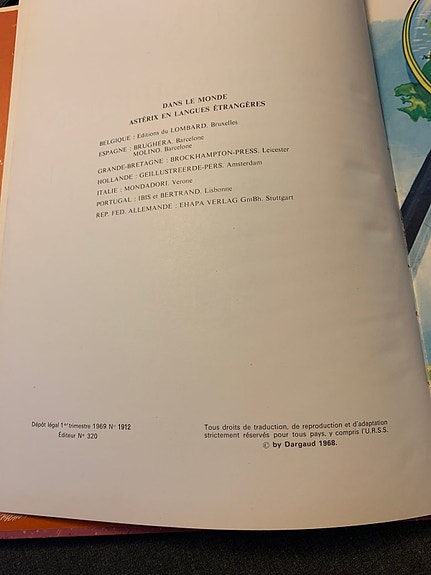 DANS LE MONDE
ASTÉRIX EN LANGUES ÉTRANGÈRES
BELGIQUE : Editions du LOMBARD. Bruxelles
ESPAGNE : BRUGHERA. Barcelone
MOLINO. Barcelone
GRANDE-BRETAGNE : BROCKHAMPTON-PRESS. Leicester
HOLLANDE : GEILLUSTREERDE-PERS. Amsterdam
ITALIE : MONDADORI. Verone
PORTUGAL : IBIS et BERTRAND. Lisbonne
REP. FED. ALLEMANDE : EHAPA VERLAG GmBh. Stuttgart
Dépôt légal 1er trimestre 1969 N° 1912
Éditeur N° 320
Tous droits de traduction, de reproduction et d'adaptation
strictement réservés pour tous pays, y compris l'U.R.S.S.
© by Dargaud 1968.